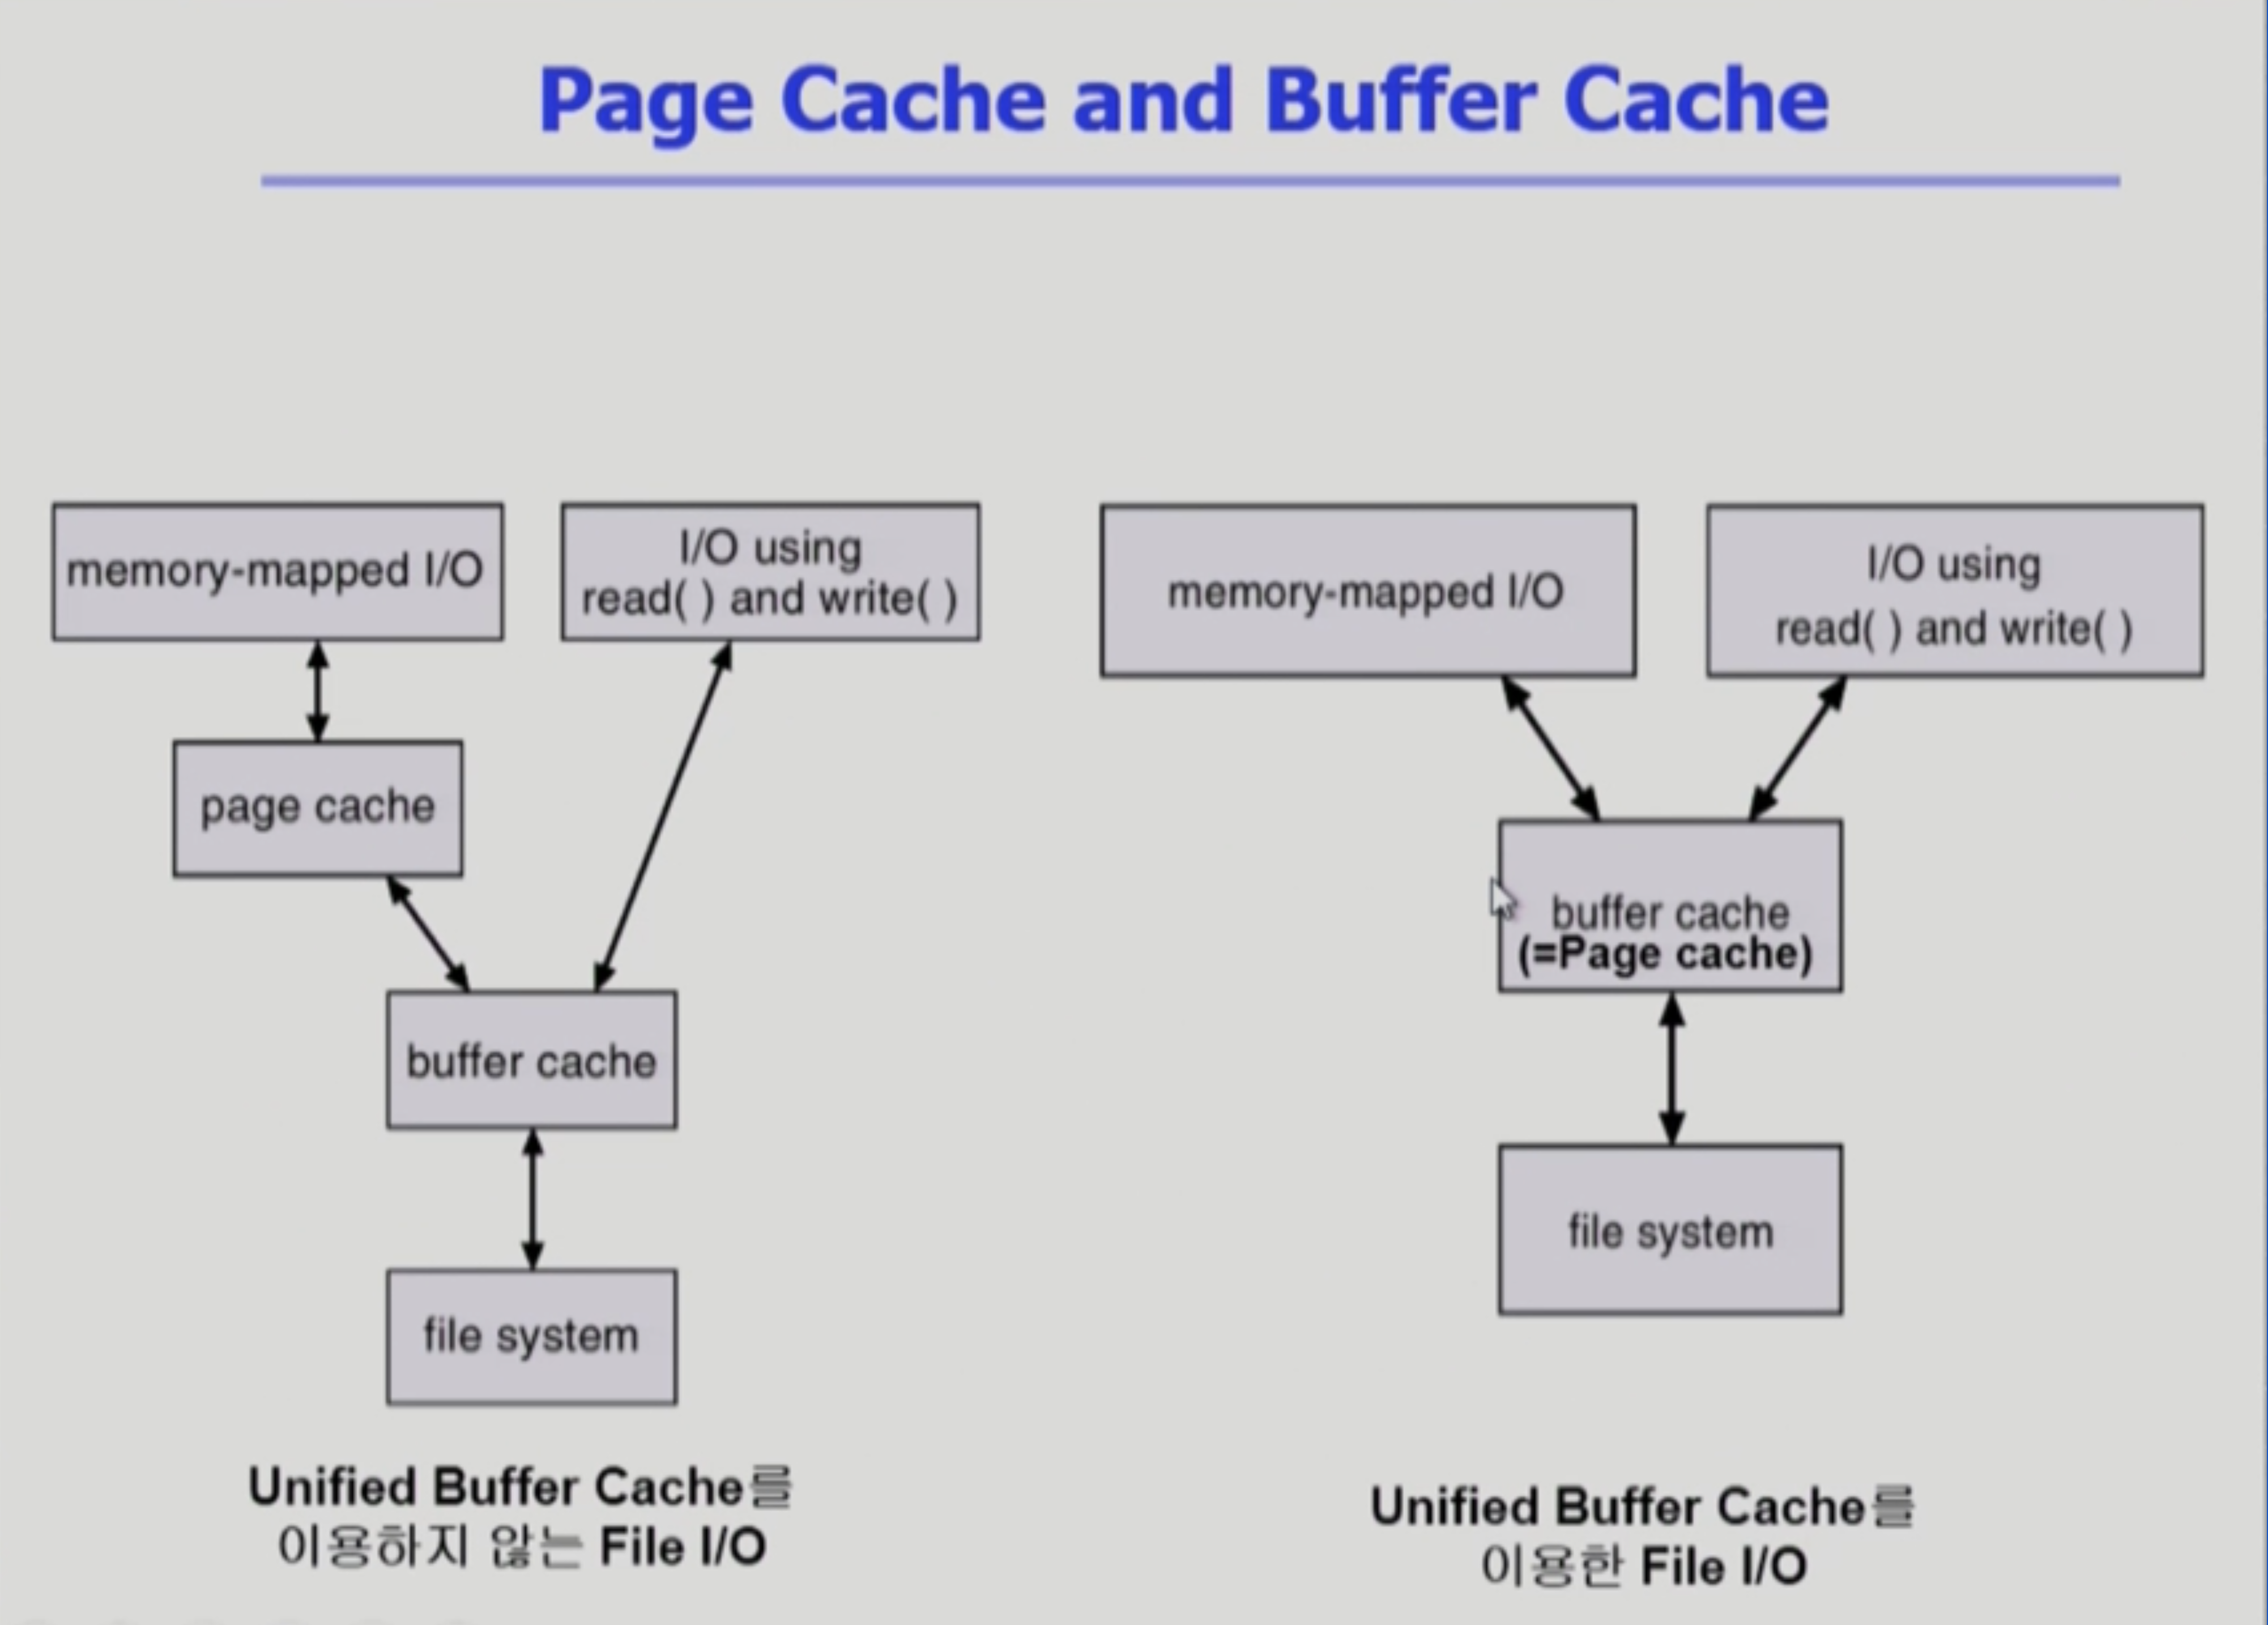 Page Cache and Buffer Cache
memory-mapped I/O
I/O using
read( ) and write( )
page cache
buffer cache
file system
Unified Buffer Cache를
이용하지 않는 File I/O
memory-mapped I/O
I/O using
read( ) and write( )
buffer cache
(=Page cache)
file system
Unified Buffer Cache를
이용한 File I/O